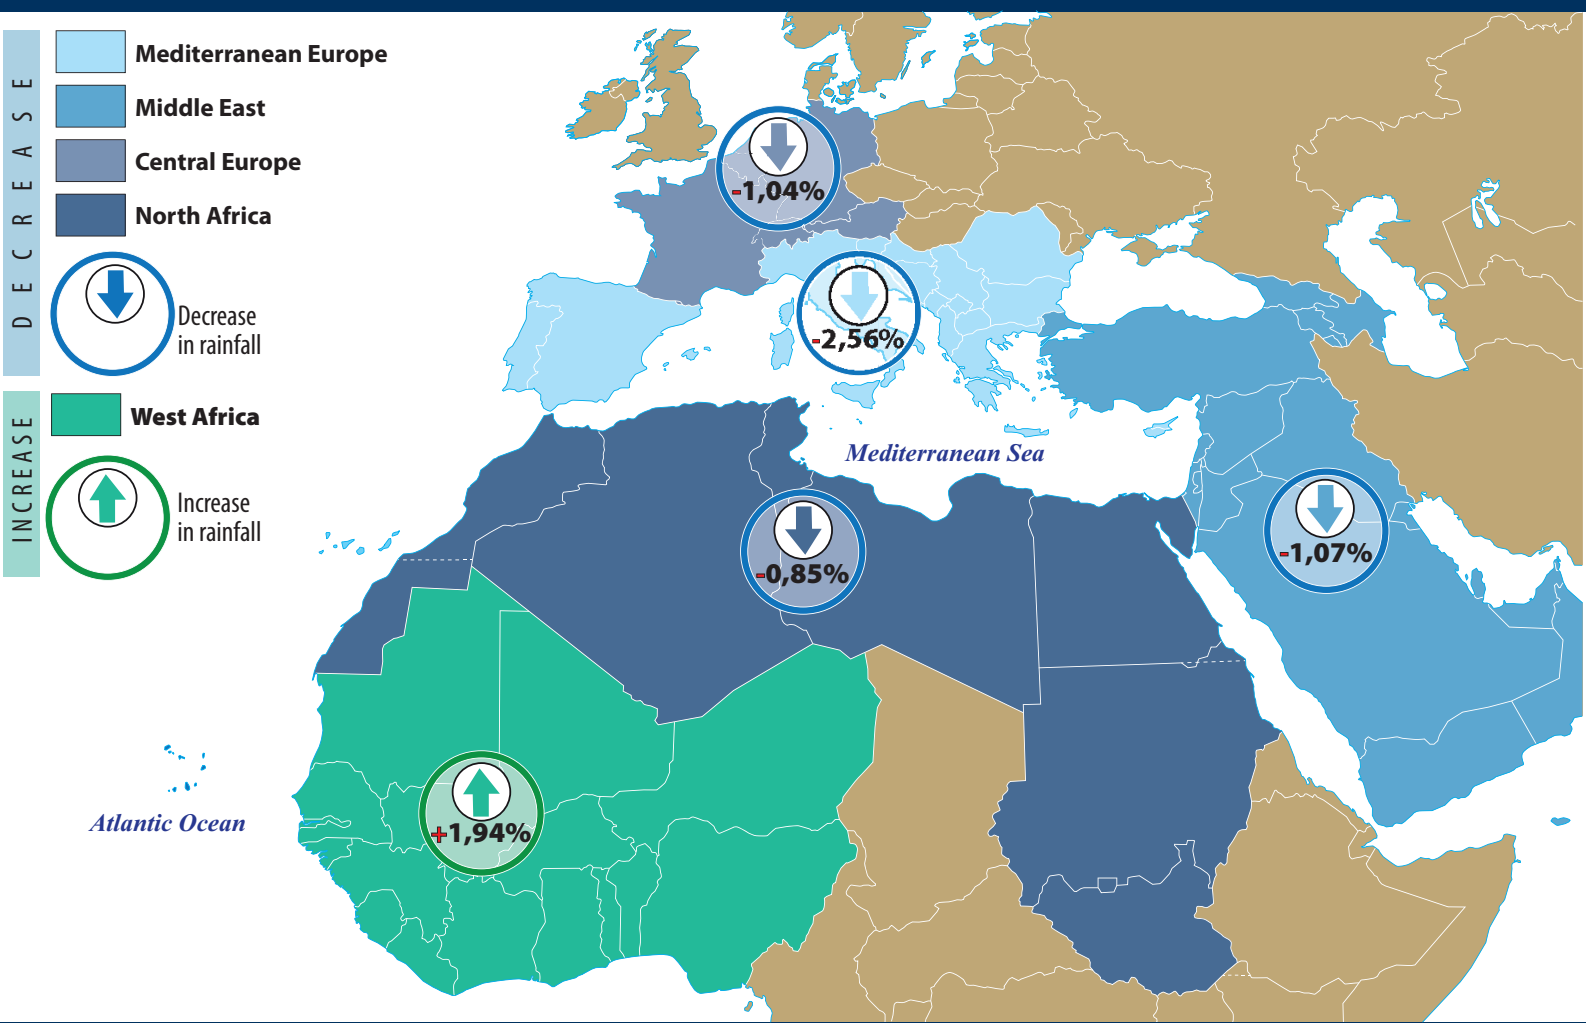 DECREASE
Mediterranean Europe
Middle East
Central Europe
North Africa
Decrease
in rainfall
INCREASE
West Africa
Increase
in rainfall
-1,04%
-2,56%
Mediterranean Sea
-0,85%
-1,07%
+1,94%
Atlantic Ocean